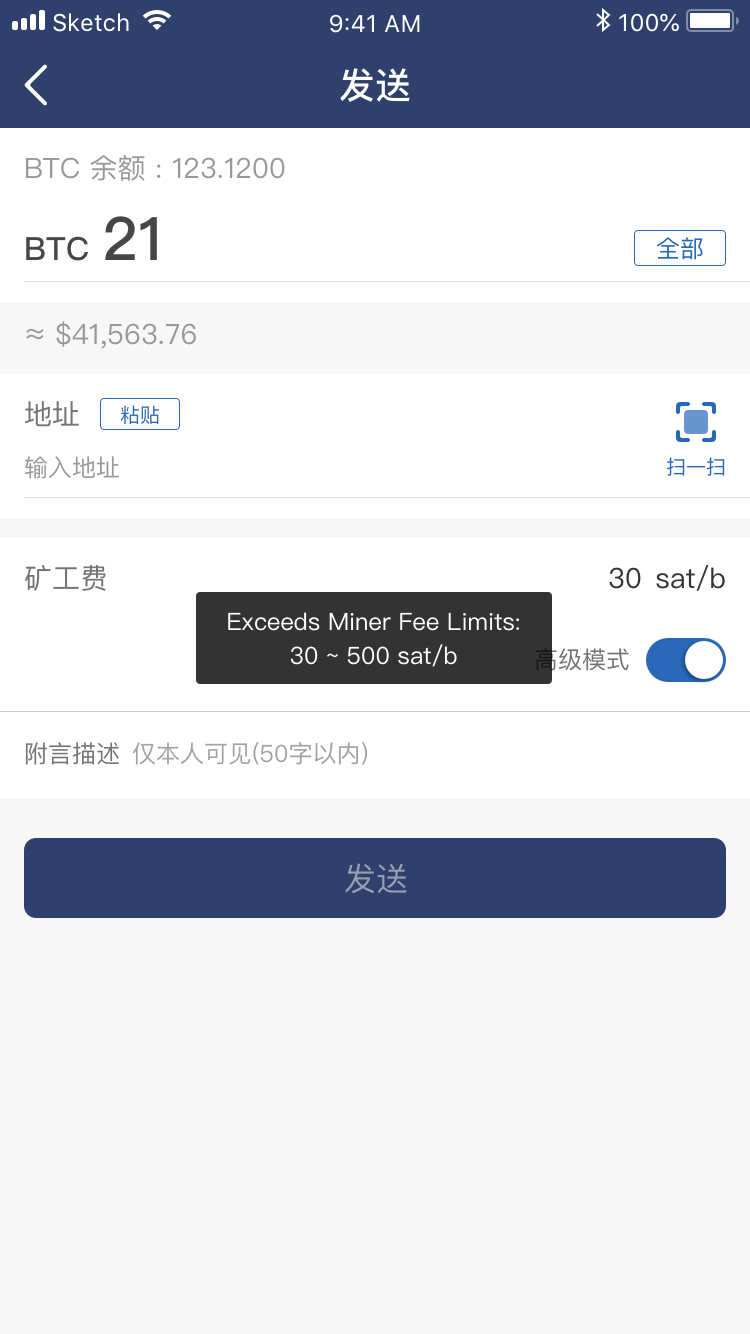 Sketch 9:41 AM 100%
发送
BTC 余额：123.1200
BTC 21 全部
≈ $41,563.76
地址 粘贴
输入地址 扫一扫
矿工费 30 sat/b
Exceeds Miner Fee Limits:
30 ~ 500 sat/b
高级模式
附言描述 仅本人可见(50字以内)
发送